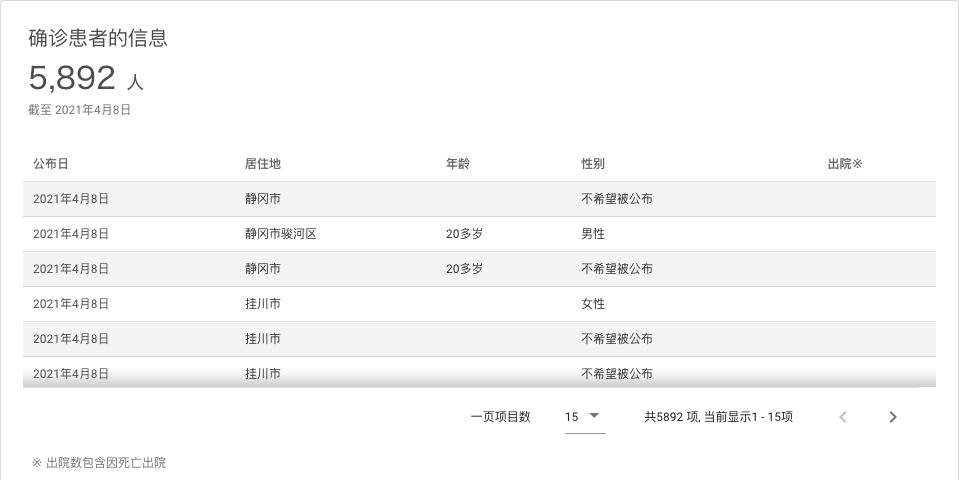 确诊患者的信息
5,892 人
截至 2021年4月8日
公布日 居住地 年龄 性别 出院※
2021年4月8日 静冈市 不希望被公布
2021年4月8日 静冈市骏河区 20多岁 男性
2021年4月8日 静冈市 20多岁 不希望被公布
2021年4月8日 挂川市 女性
2021年4月8日 挂川市 不希望被公布
2021年4月8日 挂川市 不希望被公布
一页项目数 15 共5892 项, 当前显示1 - 15项
※ 出院数包含因死亡出院